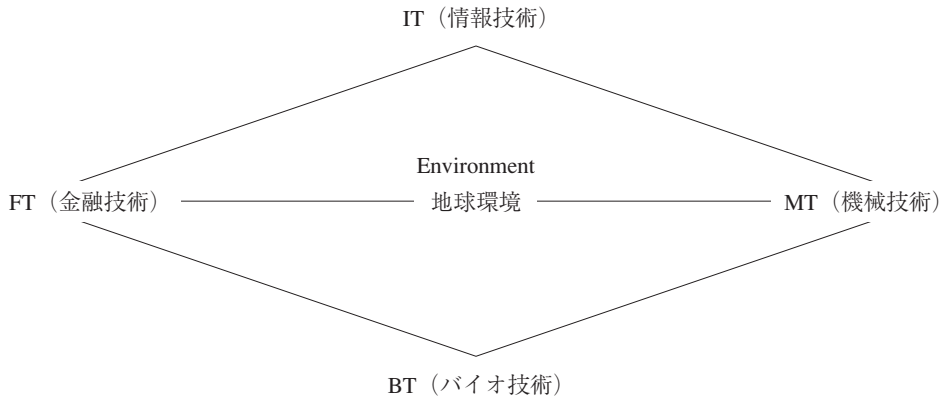 IT（情報技術）
Environment
FT（金融技術）
地球環境
MT（機械技術）
BT（バイオ技術）